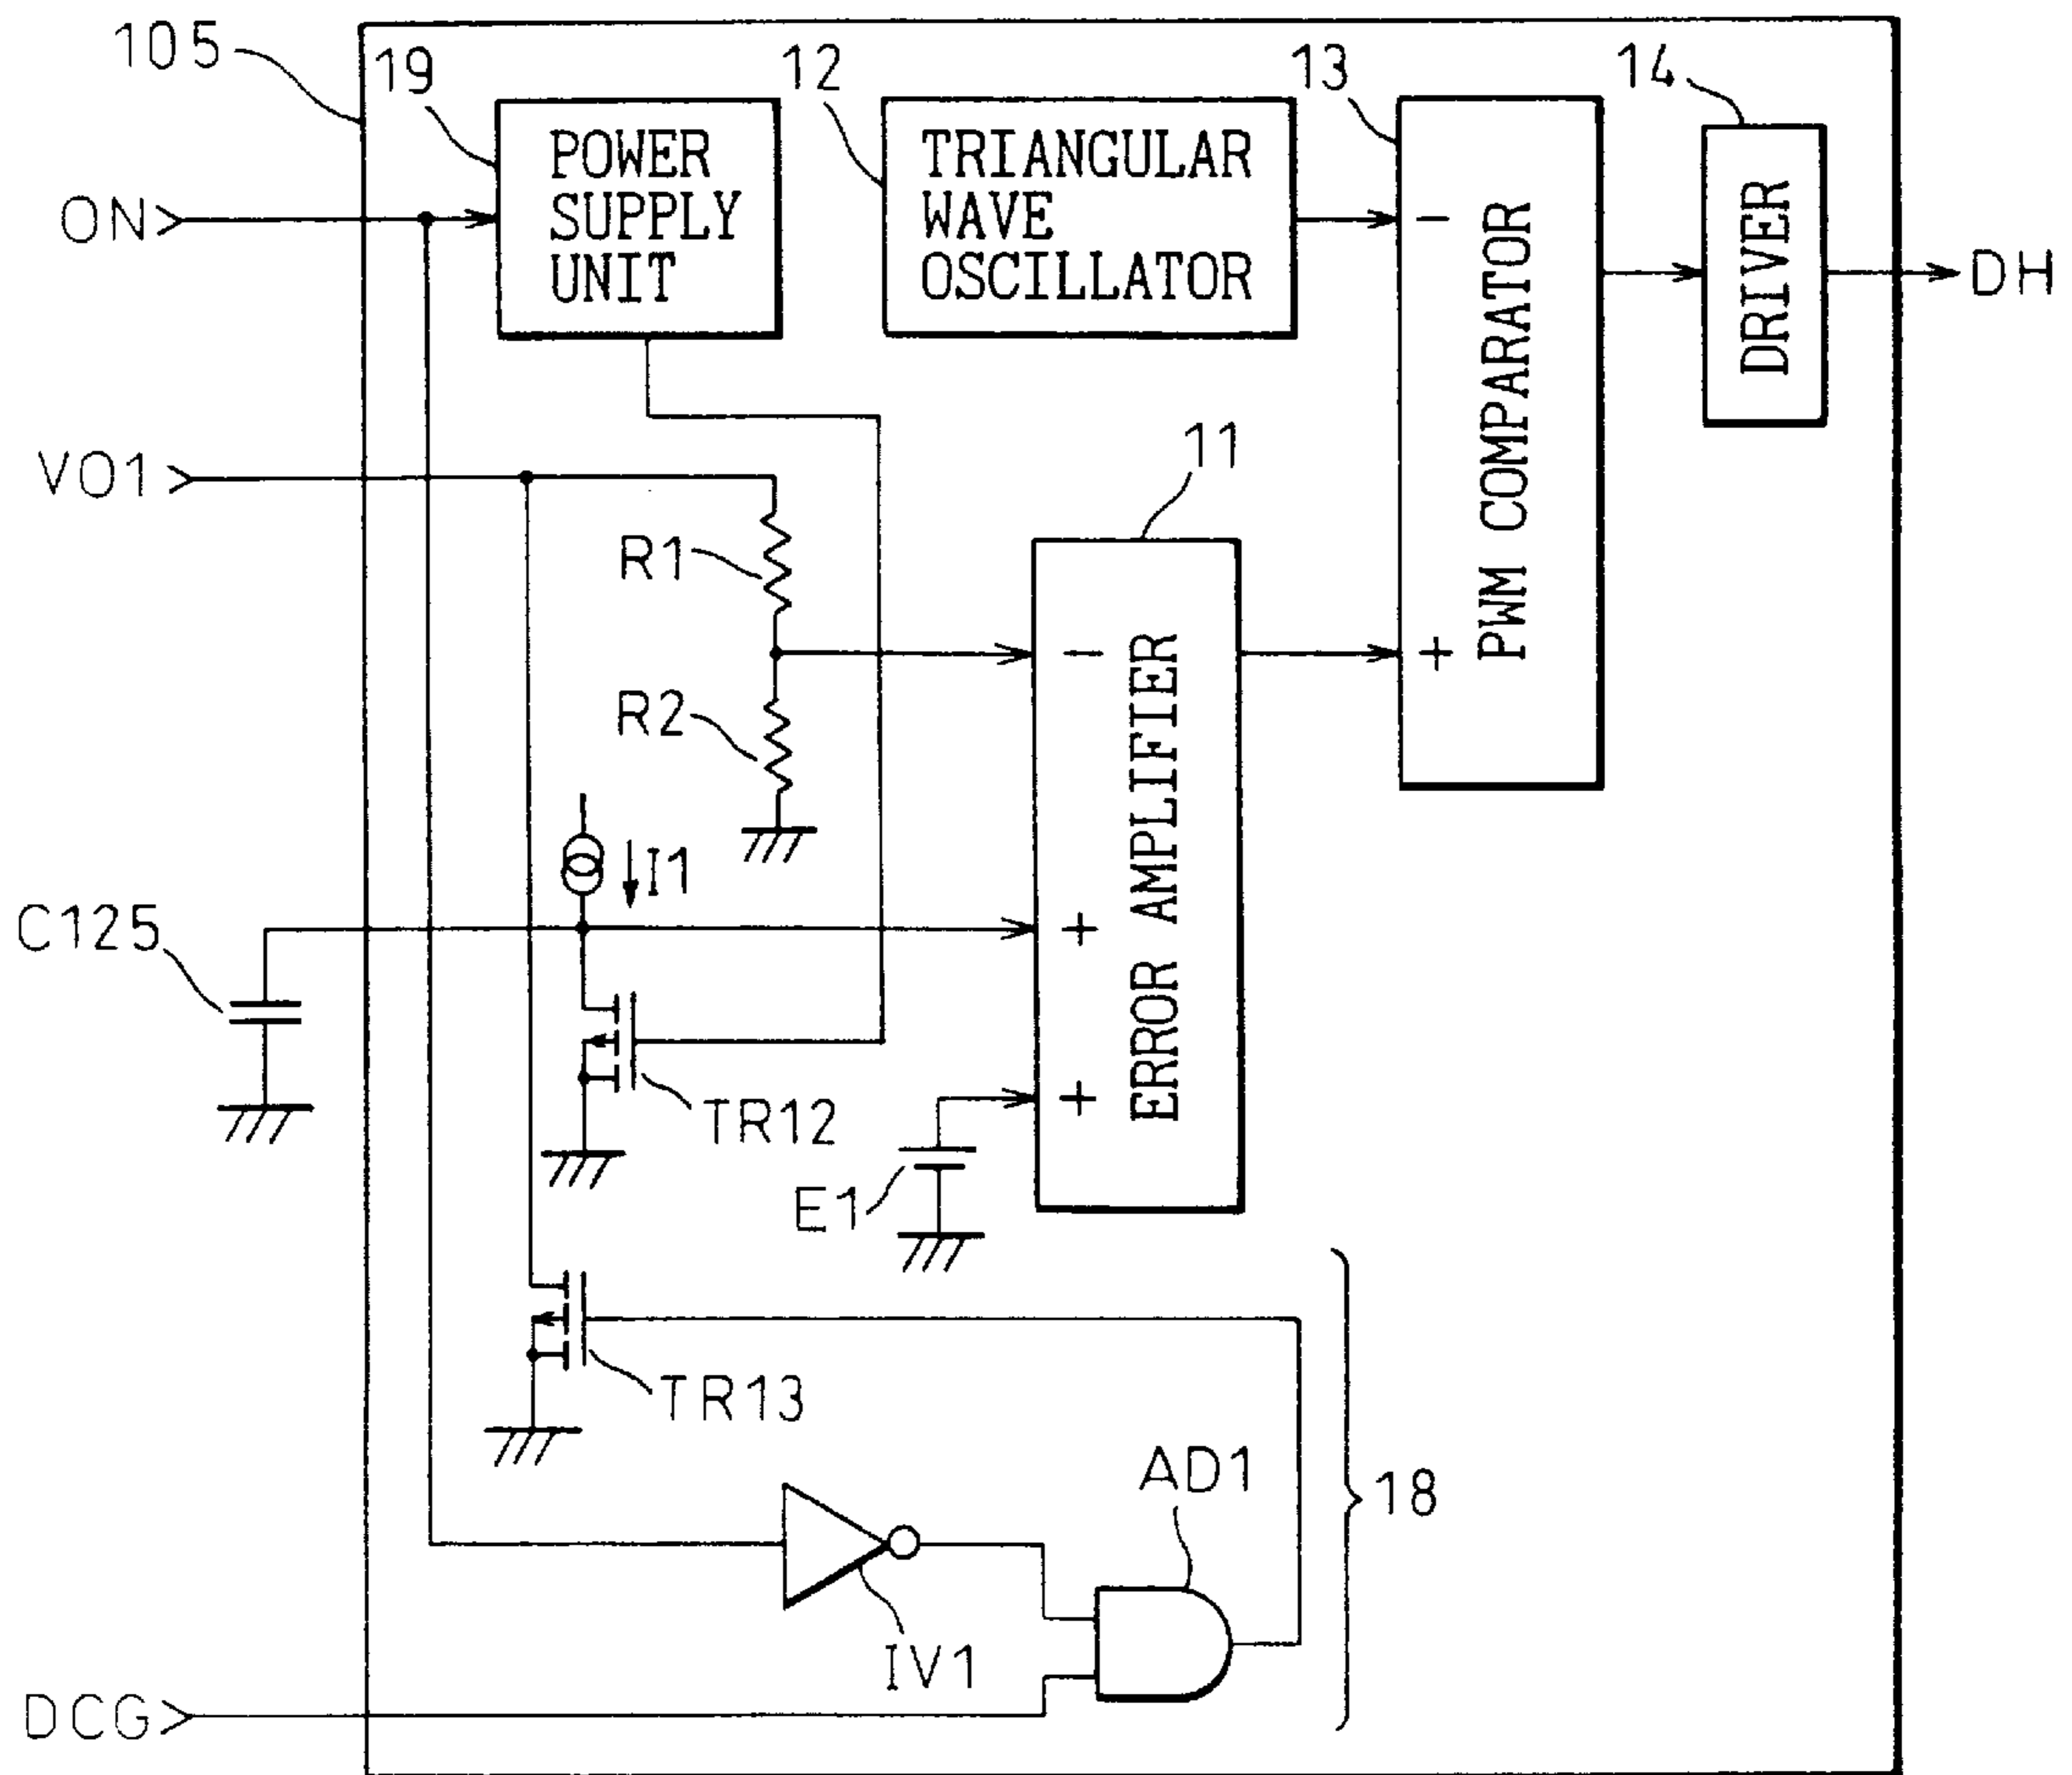 105
19
12
13
14
POWER
SUPPLY
UNIT
TRIANGULAR
WAVE
OSCILLATOR
ON
−
PWM COMPARATOR
+
DRIVER
DH
VO1
R1
R2
11
−
+
+
ERROR AMPLIFIER
I1
C125
TR12
E1
TR13
AD1
18
IV1
DCG